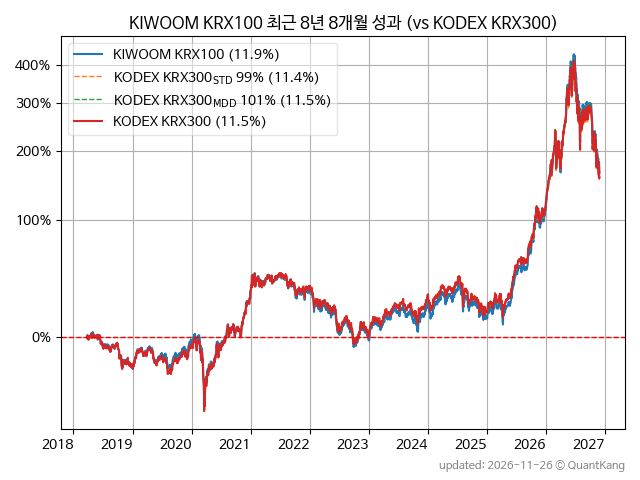 KIWOOM KRX100 최근 8년 8개월 성과 (vs KODEX KRX300)
KIWOOM KRX100 (11.9%)
KODEX KRX300STD 99% (11.4%)
KODEX KRX300MDD 101% (11.5%)
KODEX KRX300 (11.5%)
400%
300%
200%
100%
0%
2018 2019 2020 2021 2022 2023 2024 2025 2026 2027
updated: 2026-11-26 © QuantKang